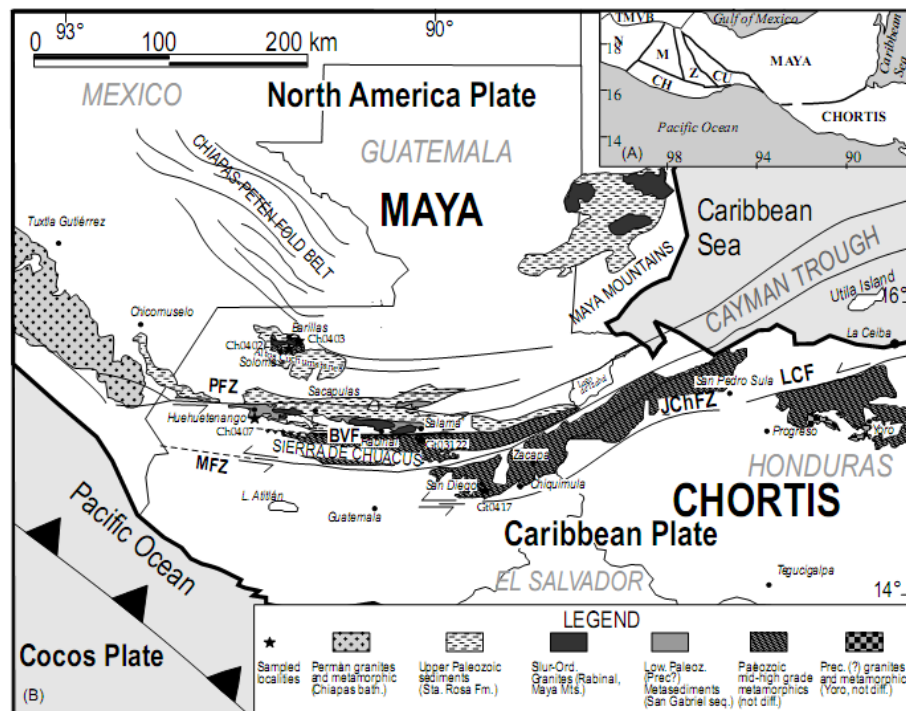 93°
90°
0 100 200 km
MEXICO
North America Plate
GUATEMALA
MAYA
CHIAPAS-PETÉN FOLD BELT
Tuxtla Gutiérrez
Chicomuselo
Barillas
Ch0402
Ch0403
Soloma
PFZ
Sacapulas
Huehuetenango
Ch0407
BVF
Rabinal
Salama
Gt03122
SIERRA DE CHUACUS
MFZ
L. Atitlán
Guatemala
San Diego
Zacapa
Chiquimula
Gt0417
MAYA MOUNTAINS
Caribbean
Sea
CAYMAN TROUGH
Utila Island
16°
La Ceiba
San Pedro Sula
LCF
JChFZ
Progreso
Yoro
HONDURAS
CHORTIS
Caribbean Plate
EL SALVADOR
Tegucigalpa
14°
Pacific Ocean
Cocos Plate
(B)
TMVB
Gulf of Mexico
Caribbean
Sea
18
N
M
Z
CU
MAYA
CH
16
CHORTIS
Pacific Ocean
14
(A)
98
94
90
LEGEND
Sampled
localities
Permian granites
and metamorphic
(Chiapas bath.)
Upper Paleozoic
sediments
(Sta. Rosa Fm.)
Slur-Ord.
Granites (Rabinal,
Maya Mts.)
Low. Paleoz.
(Prec?)
Metasediments
(San Gabriel seq.)
Paleozoic
mid-high grade
metamorphics
(not diff.)
Prec. (?) granites
and metamorphic
(Yoro, not diff.)